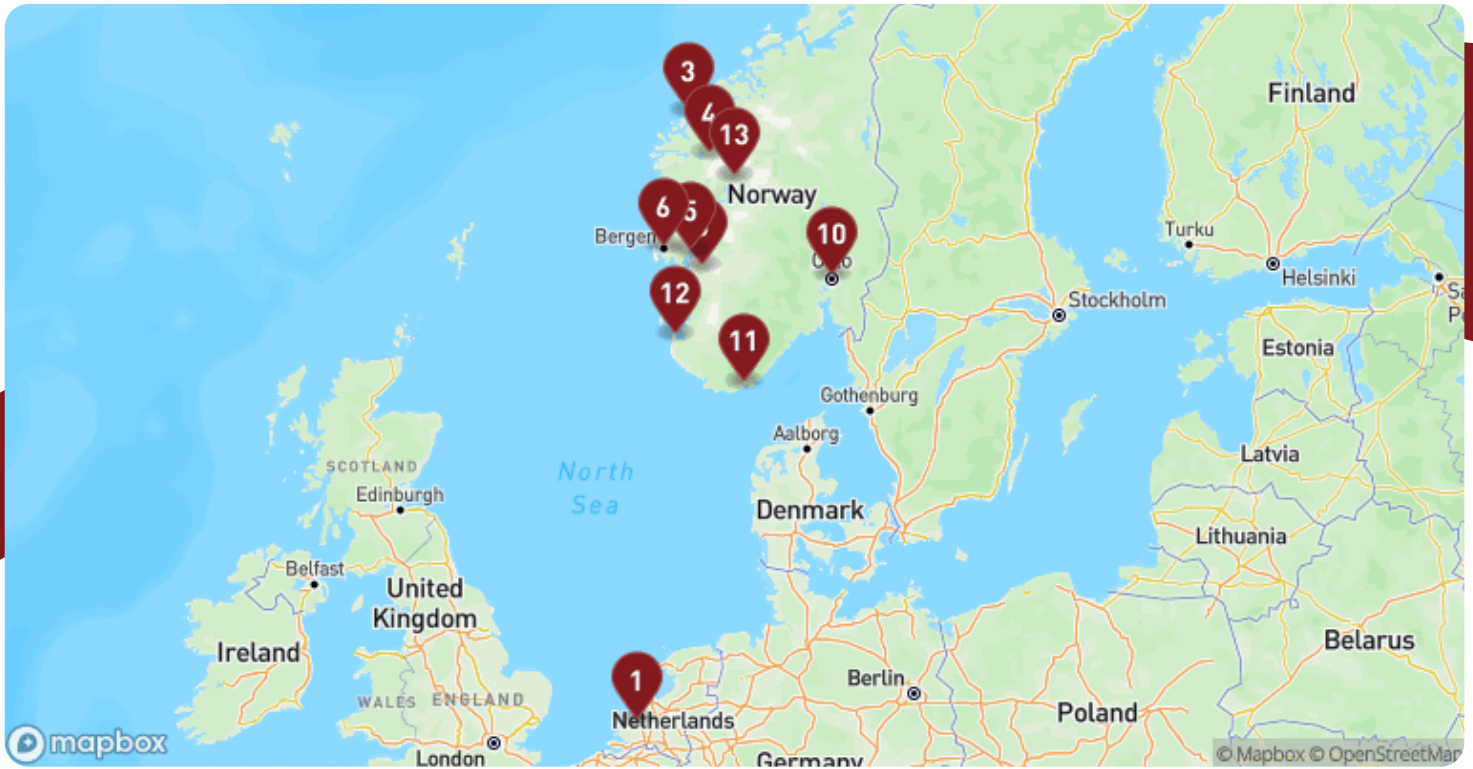 3
Finland
4
13
Norway
6
5
Bergen
10
Turku
Helsinki
12
Stockholm
11
Estonia
Gothenburg
Aalborg
Latvia
SCOTLAND
North
Sea
Edinburgh
Denmark
Lithuania
Belfast
United
Kingdom
Ireland
Belarus
1
Berlin
WALES
ENGLAND
Netherlands
Poland
mapbox
London
Germany
© Mapbox © OpenStreetMap